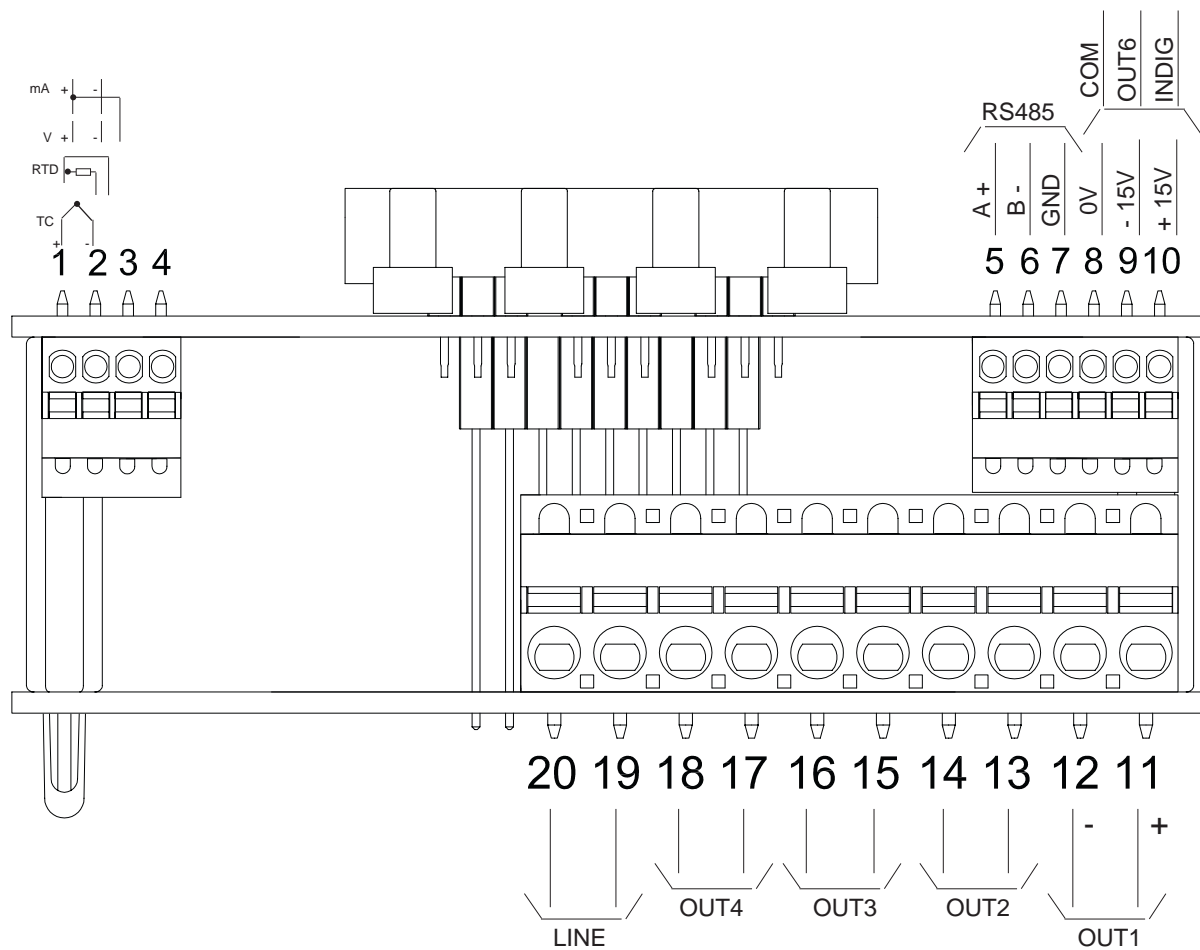 COM OUT6 INDIG
mA + -
V + -
RTD
TC
+ -
RS485
A + B - GND 0V - 15V + 15V
1 2 3 4
5 6 7 8 9 10
20 19 18 17 16 15 14 13 12 11
- +
OUT4 OUT3 OUT2
LINE OUT1